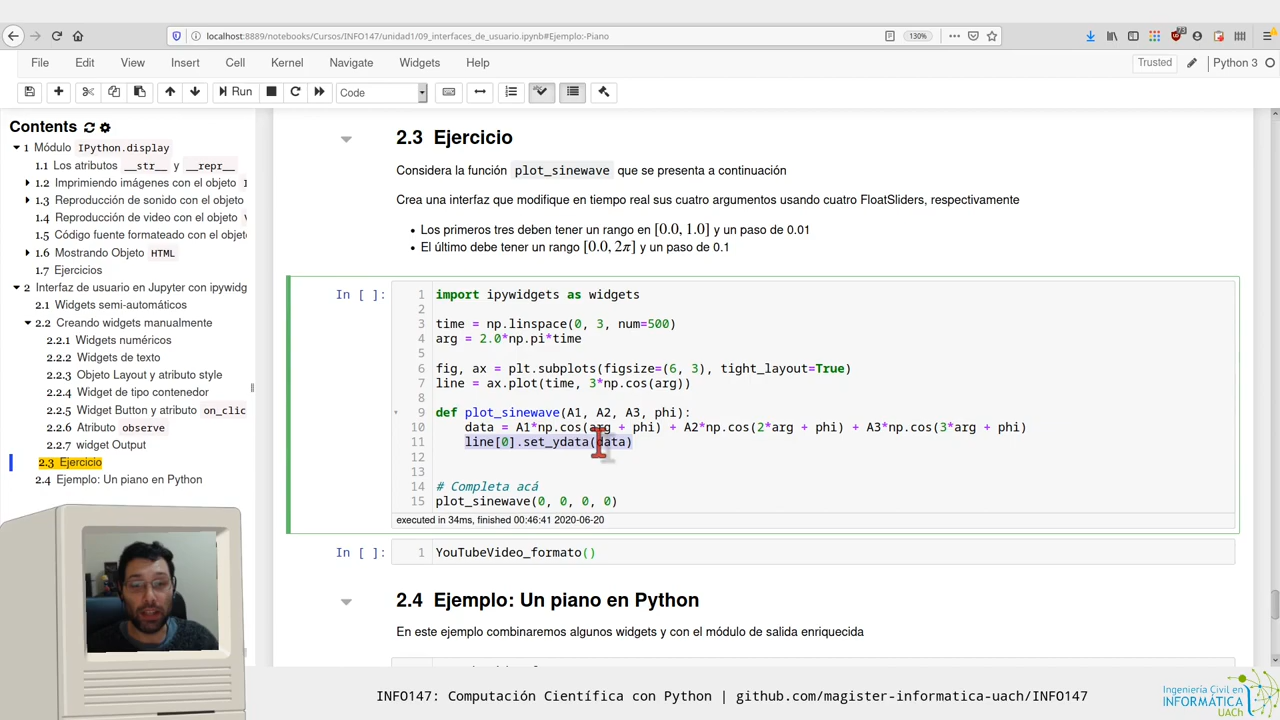 localhost:8889/notebooks/Cursos/INFO147/unidad1/09_interfaces_de_usuario.ipynb#Ejemplo:-Piano
130%
73
File Edit View Insert Cell Kernel Navigate Widgets Help
Trusted Python 3
Run Code
Contents
1 Módulo IPython.display
1.1 Los atributos __str__ y __repr__
1.2 Imprimiendo imágenes con el objeto I
1.3 Reproducción de sonido con el objeto
1.4 Reproducción de video con el objeto
1.5 Código fuente formateado con el objet
1.6 Mostrando Objeto HTML
1.7 Ejercicios
2 Interfaz de usuario en Jupyter con ipywidg
2.1 Widgets semi-automáticos
2.2 Creando widgets manualmente
2.2.1 Widgets numéricos
2.2.2 Widgets de texto
2.2.3 Objeto Layout y atributo style
2.2.4 Widget de tipo contenedor
2.2.5 Widget Button y atributo on_clic
2.2.6 Atributo observe
2.2.7 widget Output
2.3 Ejercicio
2.4 Ejemplo: Un piano en Python
2.3 Ejercicio
Considera la función plot_sinewave que se presenta a continuación
Crea una interfaz que modifique en tiempo real sus cuatro argumentos usando cuatro FloatSliders, respectivamente
• Los primeros tres deben tener un rango en [0.0, 1.0] y un paso de 0.01
• El último debe tener un rango [0.0, 2π] y un paso de 0.1
In [ ]:
1 import ipywidgets as widgets
2
3 time = np.linspace(0, 3, num=500)
4 arg = 2.0*np.pi*time
5
6 fig, ax = plt.subplots(figsize=(6, 3), tight_layout=True)
7 line = ax.plot(time, 3*np.cos(arg))
8
9 def plot_sinewave(A1, A2, A3, phi):
10 data = A1*np.cos(arg + phi) + A2*np.cos(2*arg + phi) + A3*np.cos(3*arg + phi)
11 line[0].set_ydata(data)
12
13
14 # Completa acá
15 plot_sinewave(0, 0, 0, 0)
executed in 34ms, finished 00:46:41 2020-06-20
In [ ]: 1 YouTubeVideo_formato()
2.4 Ejemplo: Un piano en Python
En este ejemplo combinaremos algunos widgets y con el módulo de salida enriquecida
INFO147: Computación Científica con Python | github.com/magister-informatica-uach/INFO147
Ingeniería Civil en
INFORMÁTICA
UACh